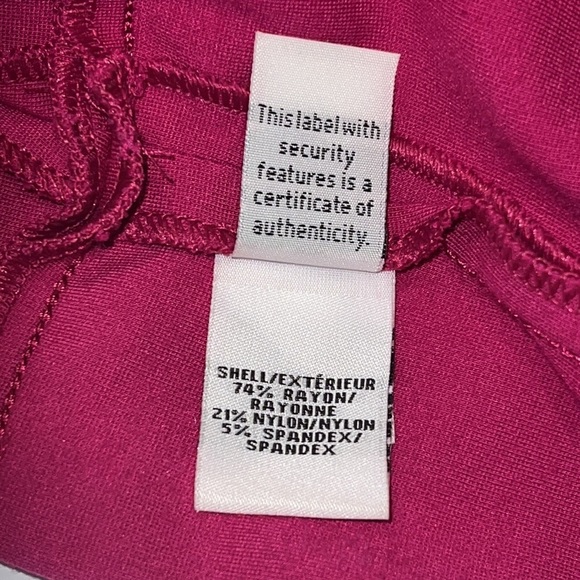 This label with
security
features is a
certificate of
authenticity.
SHELL/EXTÉRIEUR
74% RAYON/
RAYONNE
21% NYLON/NYLON
5% SPANDEX/
SPANDEX